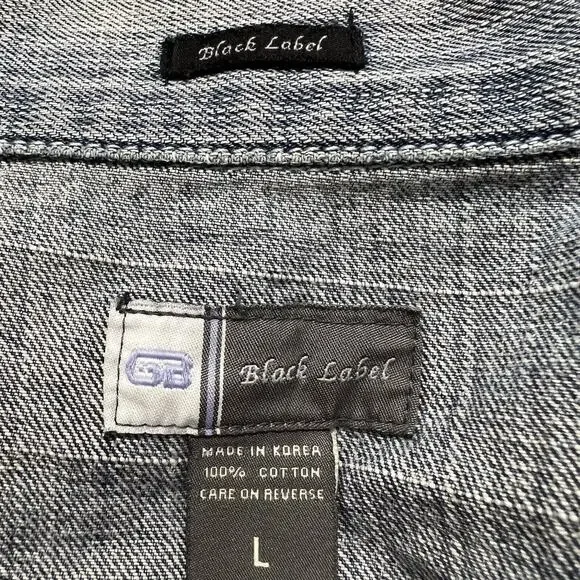 Black Label
GB Black Label
MADE IN KOREA
100% COTTON
CARE ON REVERSE
L